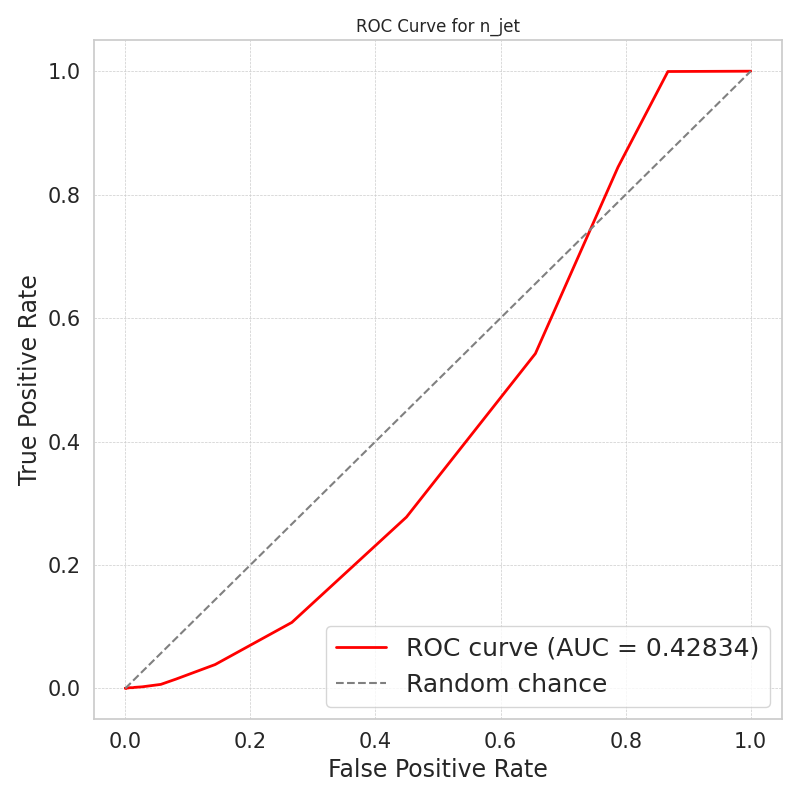 ROC Curve for n_jet
1.0
0.8
0.6
0.4
0.2
0.0
True Positive Rate
ROC curve (AUC = 0.42834)
Random chance
0.0 0.2 0.4 0.6 0.8 1.0
False Positive Rate